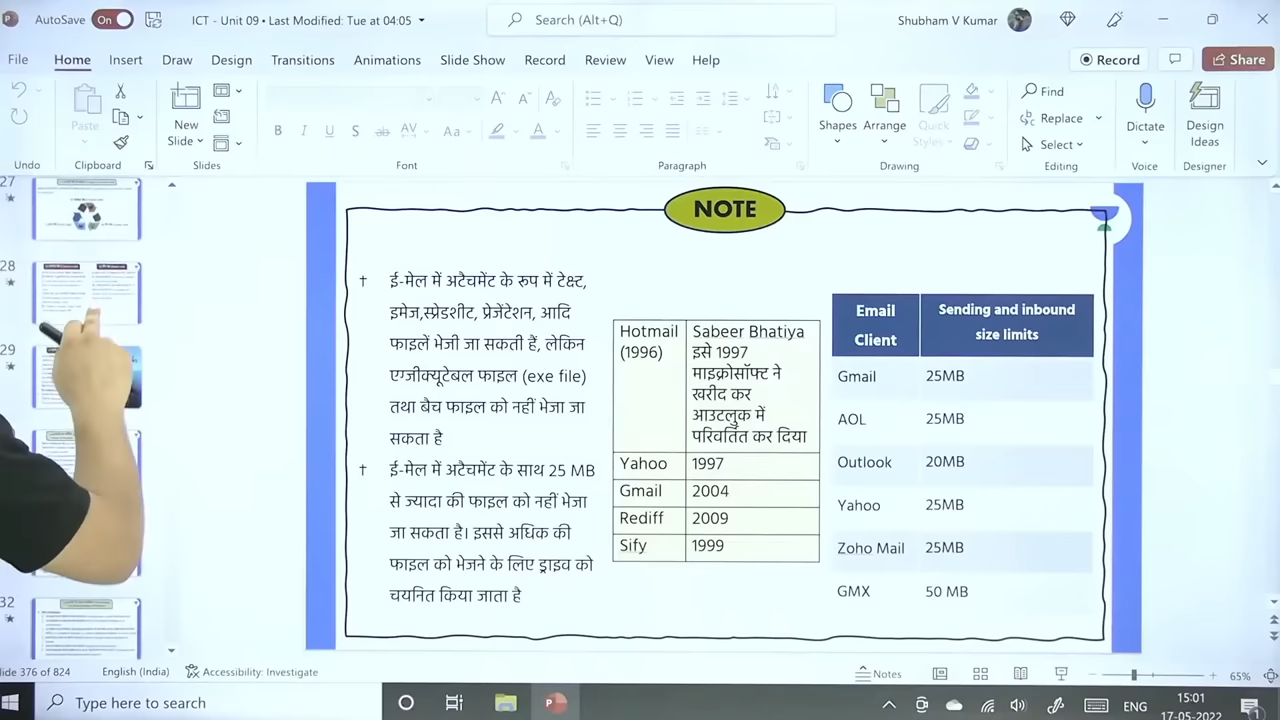 AutoSave On
ICT - Unit 09 • Last Modified: Tue at 04:05
Search (Alt+Q)
Shubham V Kumar
File Home Insert Draw Design Transitions Animations Slide Show Record Review View Help
Record
Share
Paste
New
Slide
B I U S ab AV Aa A
Shapes
Arrange
Quick
Styles
Find
Replace
Select
Dictate
Design
Ideas
Undo
Clipboard
Slides
Font
Paragraph
Drawing
Editing
Voice
Designer
27
28
29
32
NOTE
† ई-मेल में अटैचमेंट के रूप में टेक्ष्ट,
इमेज,स्प्रेडशीट, प्रेजेंटेशन, आदि
फाइलें भेजी जा सकती हैं, लेकिन
एग्जीक्यूटेबल फाइल (exe file)
तथा बैच फाइल को नहीं भेजा जा
सकता है
† ई-मेल में अटैचमेंट के साथ 25 MB
से ज्यादा की फाइल को नहीं भेजा
जा सकता है। इससे अधिक की
फाइल को भेजने के लिए ड्राइव को
चयनित किया जाता है
Hotmail
(1996)
Sabeer Bhatiya
इसे 1997
माइक्रोसॉफ्ट ने
खरीद कर
आउटलुक में
परिवर्तित कर दिया
Yahoo 1997
Gmail 2004
Rediff 2009
Sify 1999
Email
Client
Sending and inbound
size limits
Gmail 25MB
AOL 25MB
Outlook 20MB
Yahoo 25MB
Zoho Mail 25MB
GMX 50 MB
lide 376 of 824
English (India)
Accessibility: Investigate
Notes
65%
Type here to search
ENG
15:01
17-05-2022